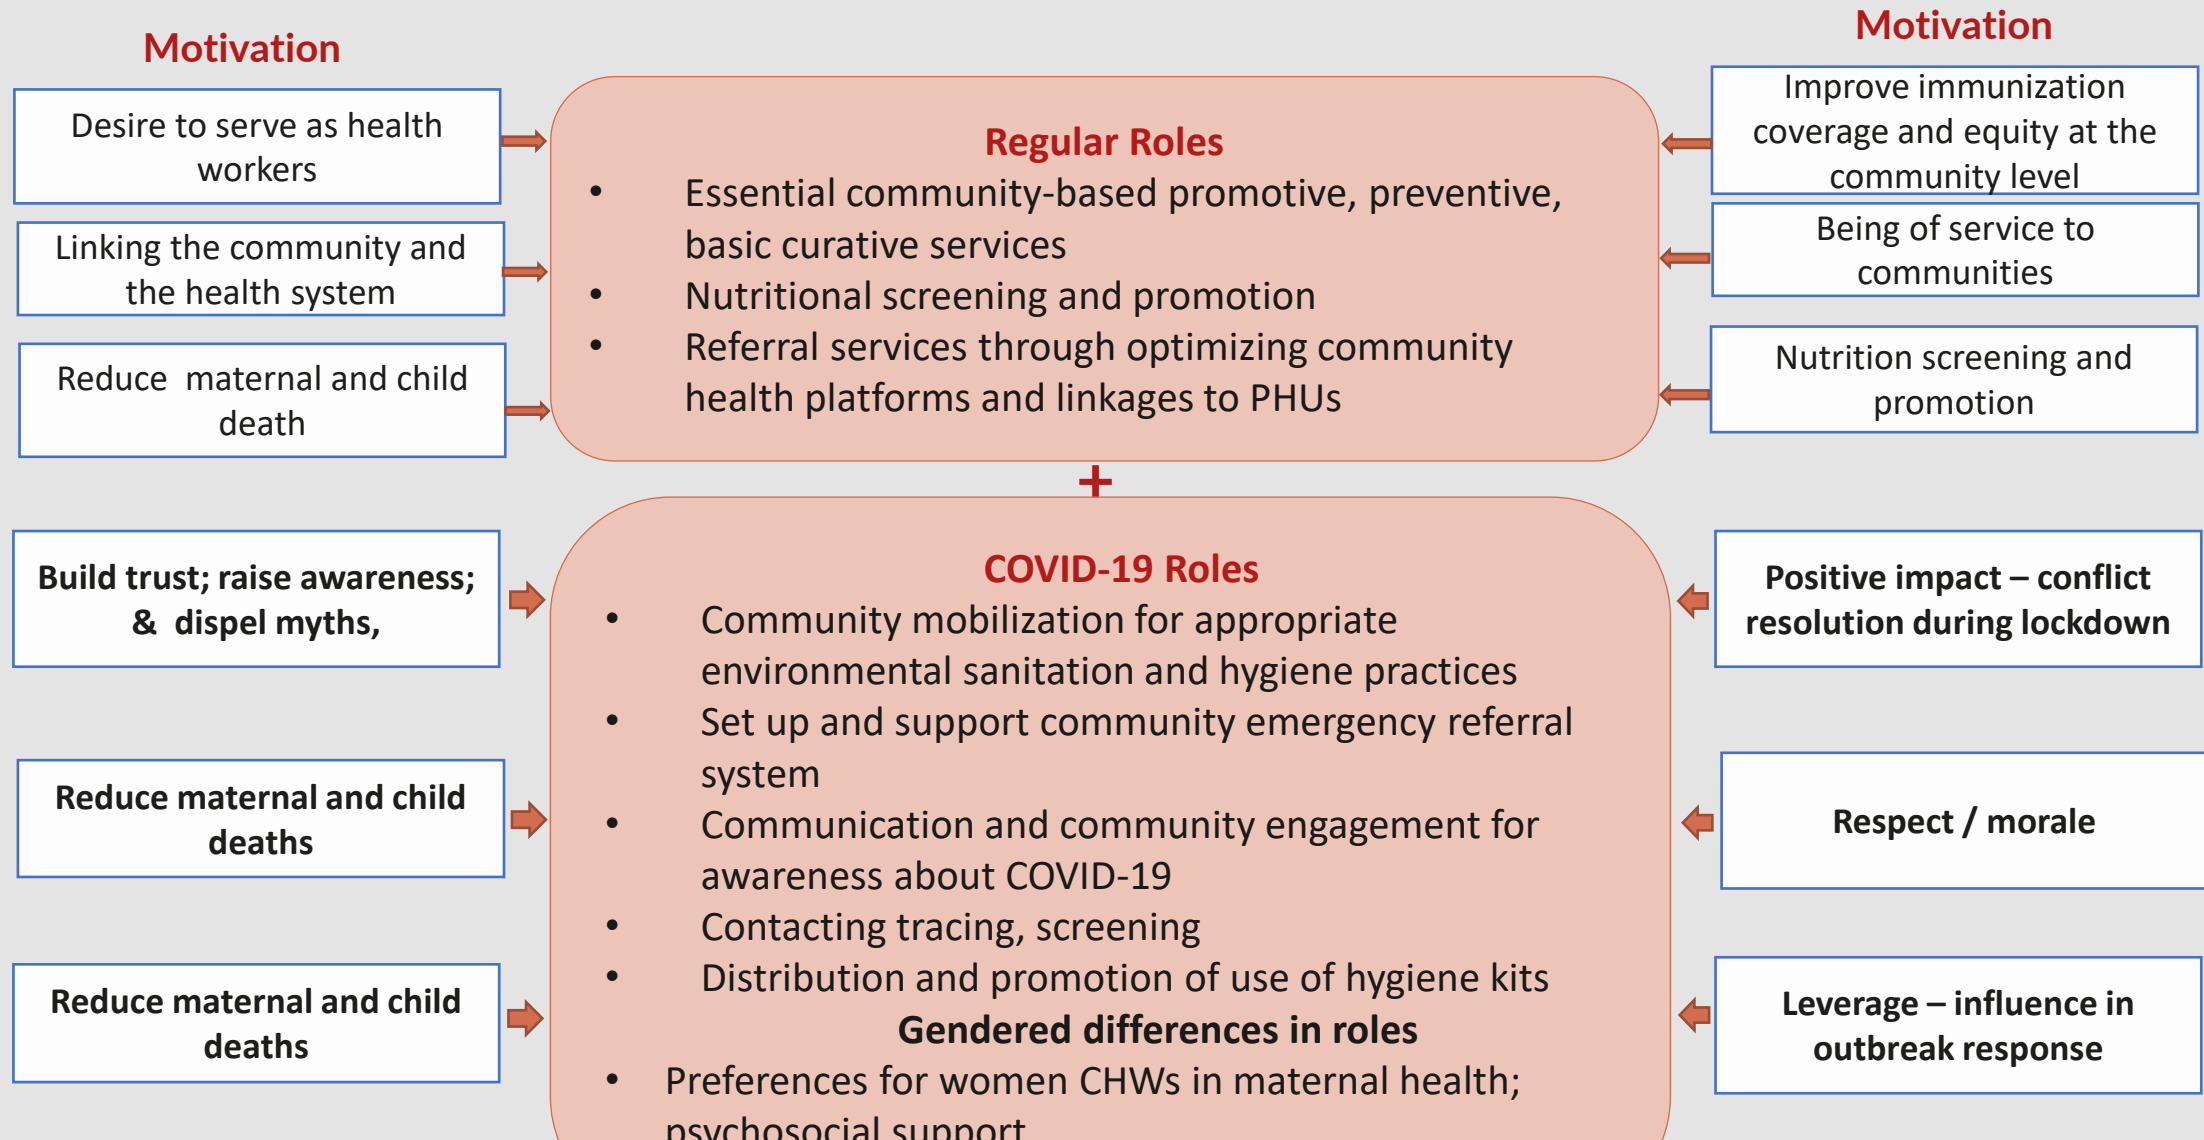 Motivation
Desire to serve as health
workers
Linking the community and
the health system
Reduce maternal and child
death
Build trust; raise awareness;
& dispel myths,
Reduce maternal and child
deaths
Reduce maternal and child
deaths
Regular Roles
• Essential community-based promotive, preventive,
basic curative services
• Nutritional screening and promotion
• Referral services through optimizing community
health platforms and linkages to PHUs
+
COVID-19 Roles
• Community mobilization for appropriate
environmental sanitation and hygiene practices
• Set up and support community emergency referral
system
• Communication and community engagement for
awareness about COVID-19
• Contacting tracing, screening
• Distribution and promotion of use of hygiene kits
Gendered differences in roles
• Preferences for women CHWs in maternal health;
psychosocial support
Motivation
Improve immunization
coverage and equity at the
community level
Being of service to
communities
Nutrition screening and
promotion
Positive impact – conflict
resolution during lockdown
Respect / morale
Leverage – influence in
outbreak response